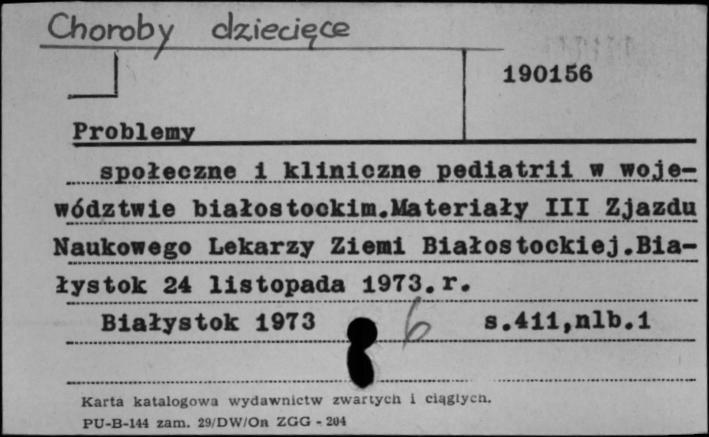 Choroby dziecięce
190156
Problemy
społeczne i kliniczne pediatrii w woje-
wództwie białostockim.Materiały III Zjazdu
Naukowego Lekarzy Ziemi Białostockiej.Bia-
łystok 24 listopada 1973.r.
Białystok 1973 6 s.411,nlb.1
Karta katalogowa wydawnictw zwartych i ciągłych.
PU-B-144 zam. 29/DW/On ZGG - 204